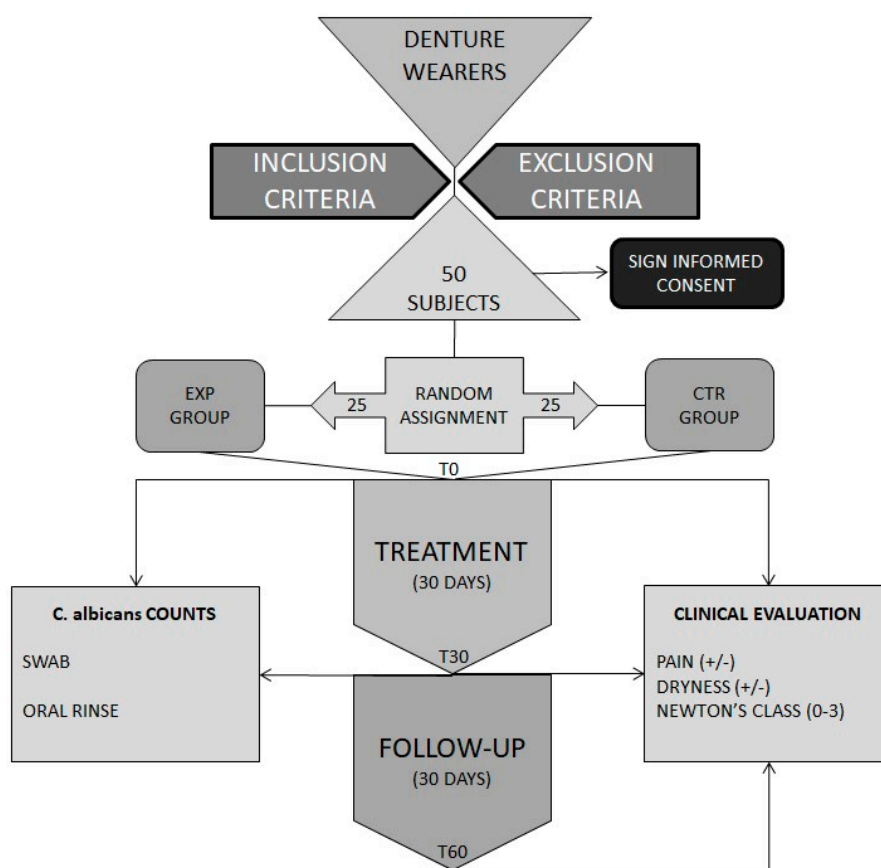 DENTURE
WEARERS
INCLUSION
CRITERIA
EXCLUSION
CRITERIA
50
SUBJECTS
SIGN INFORMED
CONSENT
EXP
GROUP
25
RANDOM
ASSIGNMENT
25
CTR
GROUP
T0
TREATMENT
(30 DAYS)
C. albicans COUNTS
SWAB
ORAL RINSE
CLINICAL EVALUATION
PAIN (+/-)
DRYNESS (+/-)
NEWTON'S CLASS (0-3)
T30
FOLLOW-UP
(30 DAYS)
T60